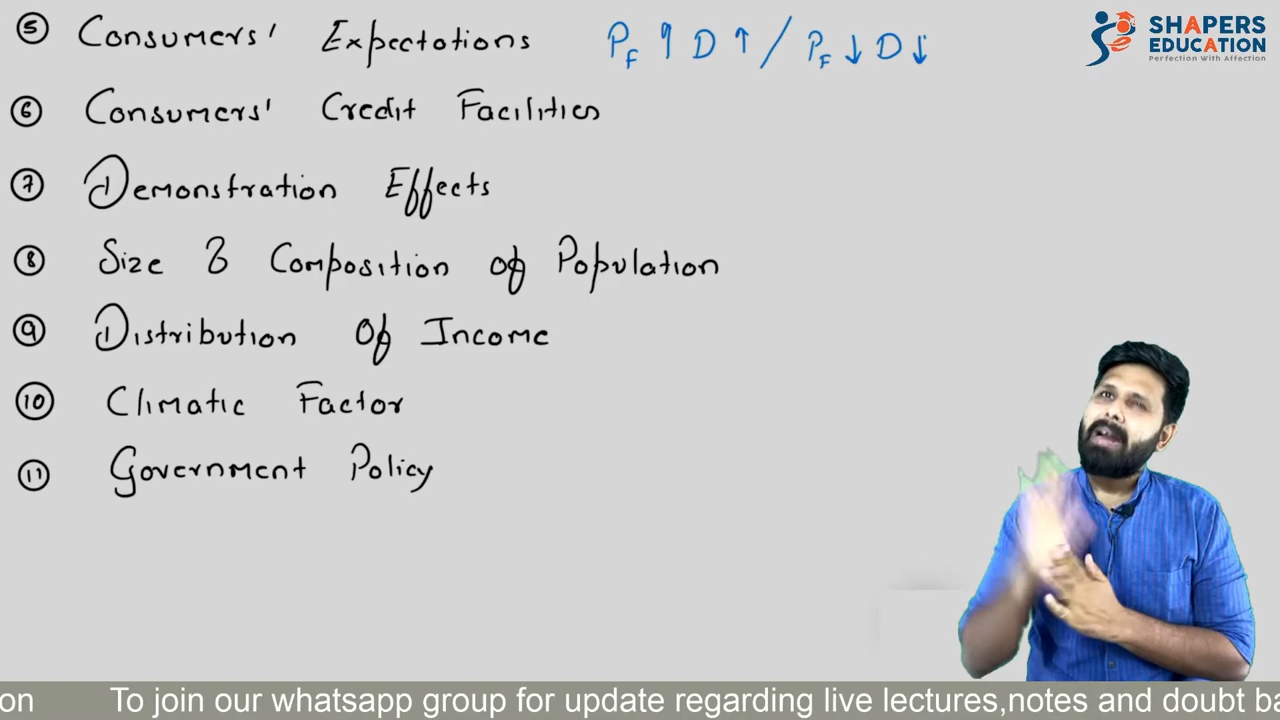 ⑤ Consumers' Expectations P_F ↑ D ↑ / P_F ↓ D ↓
⑥ Consumers' Credit Facilities
⑦ Demonstration Effects
⑧ Size & Composition of Population
⑨ Distribution Of Income
⑩ Climatic Factor
⑪ Government Policy
SHAPERS
EDUCATION
Perfection With Affection
on To join our whatsapp group for update regarding live lectures,notes and doubt ba